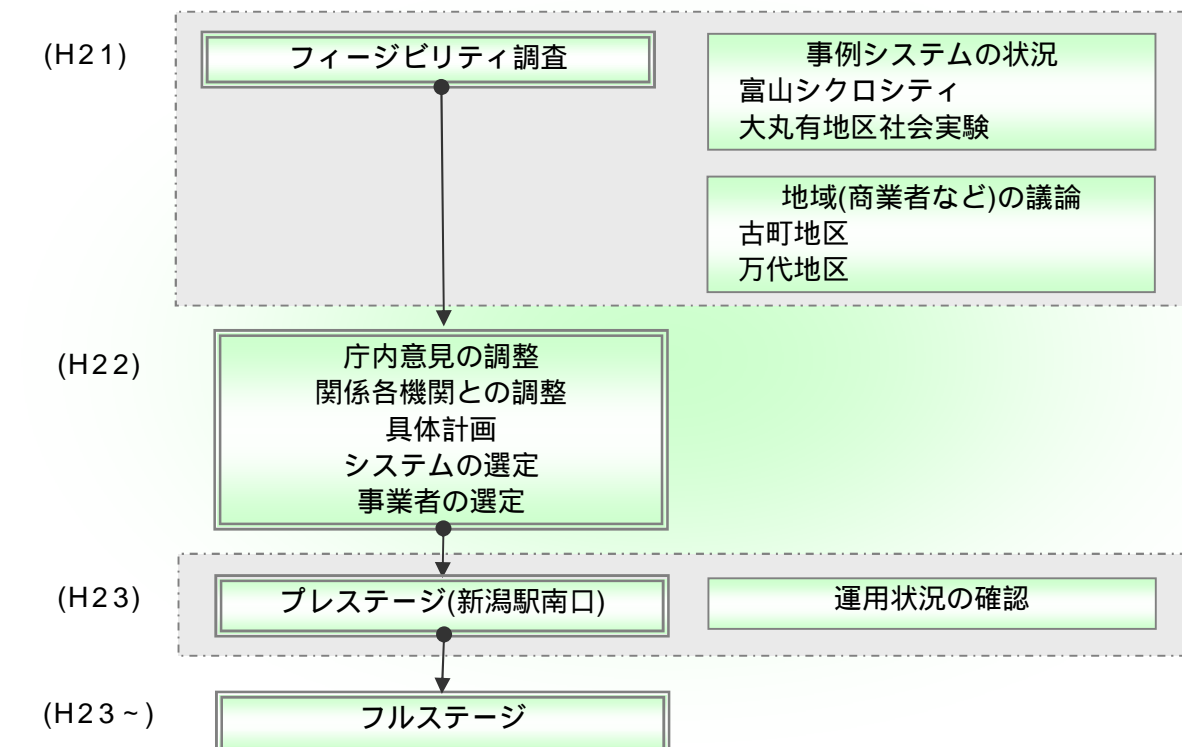 (H21)
フィージビリティ調査
事例システムの状況
富山シクロシティ
大丸有地区社会実験
地域(商業者など)の議論
古町地区
万代地区
(H22)
庁内意見の調整
関係各機関との調整
具体計画
システムの選定
事業者の選定
(H23)
プレステージ(新潟駅南口)
運用状況の確認
(H23~)
フルステージ